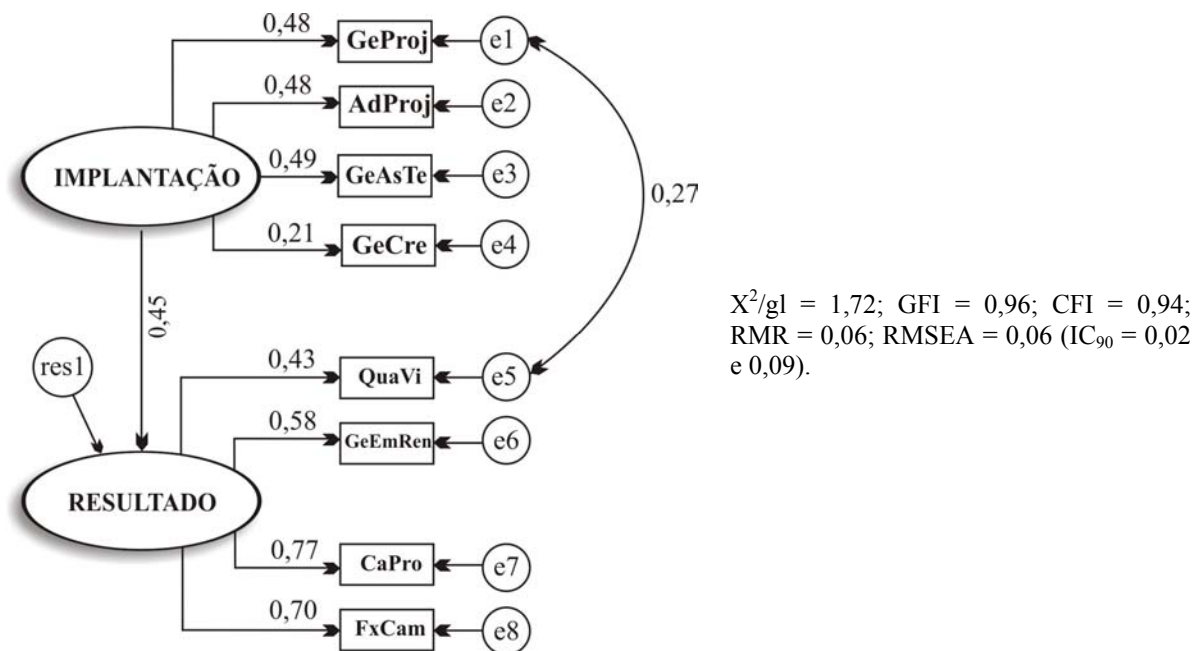 0,48
GeProj
e1
0,48
AdProj
e2
IMPLANTAÇÃO
0,49
GeAsTe
e3
0,27
0,21
GeCre
e4
0,45
X²/gl = 1,72; GFI = 0,96; CFI = 0,94;
RMR = 0,06; RMSEA = 0,06 (IC₉₀ = 0,02
e 0,09).
res1
0,43
QuaVi
e5
0,58
GeEmRen
e6
RESULTADO
0,77
CaPro
e7
0,70
FxCam
e8